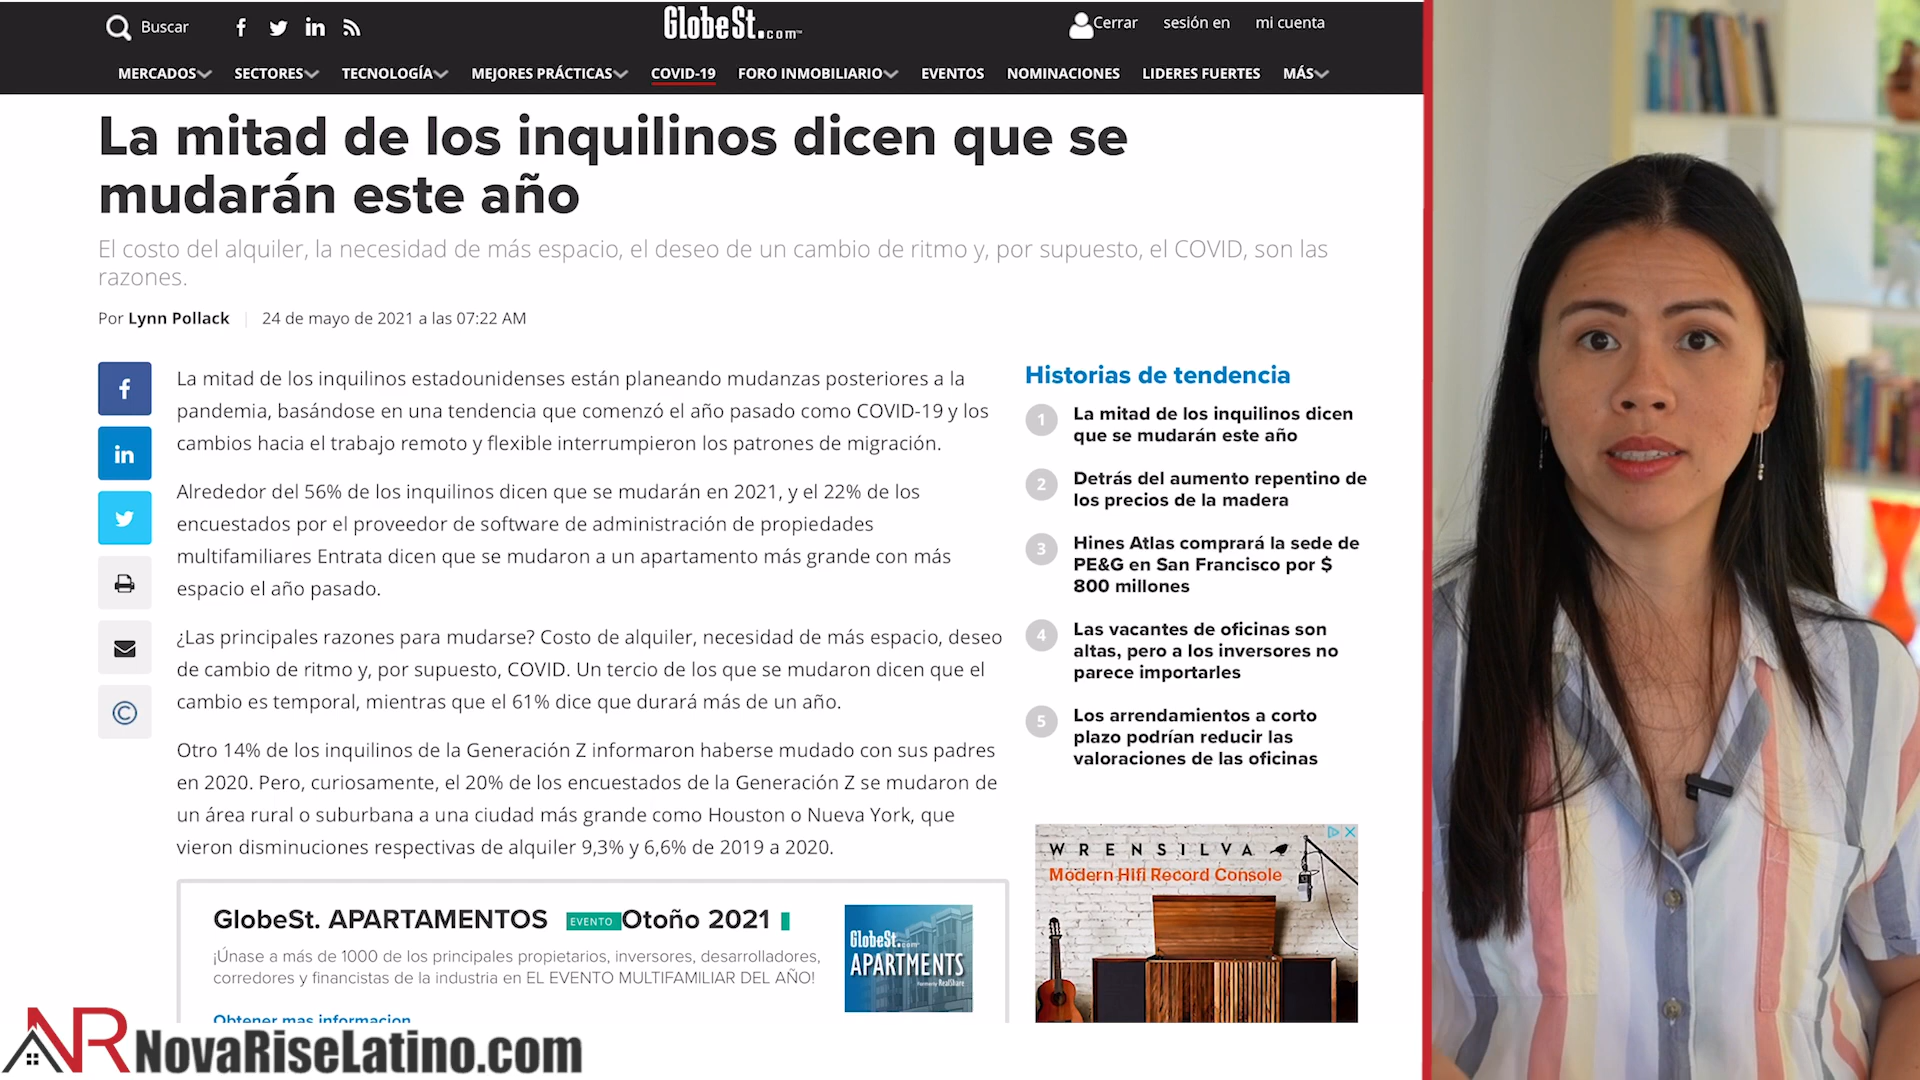 Buscar
GlobeSt.com™
Cerrar
sesión en
mi cuenta
MERCADOS
SECTORES
TECNOLOGÍA
MEJORES PRÁCTICAS
COVID-19
FORO INMOBILIARIO
EVENTOS
NOMINACIONES
LIDERES FUERTES
MÁS
La mitad de los inquilinos dicen que se
mudarán este año
El costo del alquiler, la necesidad de más espacio, el deseo de un cambio de ritmo y, por supuesto, el COVID, son las
razones.
Por Lynn Pollack
24 de mayo de 2021 a las 07:22 AM
La mitad de los inquilinos estadounidenses están planeando mudanzas posteriores a la
pandemia, basándose en una tendencia que comenzó el año pasado como COVID-19 y los
cambios hacia el trabajo remoto y flexible interrumpieron los patrones de migración.
Alrededor del 56% de los inquilinos dicen que se mudarán en 2021, y el 22% de los
encuestados por el proveedor de software de administración de propiedades
multifamiliares Entrata dicen que se mudaron a un apartamento más grande con más
espacio el año pasado.
¿Las principales razones para mudarse? Costo de alquiler, necesidad de más espacio, deseo
de cambio de ritmo y, por supuesto, COVID. Un tercio de los que se mudaron dicen que el
cambio es temporal, mientras que el 61% dice que durará más de un año.
Otro 14% de los inquilinos de la Generación Z informaron haberse mudado con sus padres
en 2020. Pero, curiosamente, el 20% de los encuestados de la Generación Z se mudaron de
un área rural o suburbana a una ciudad más grande como Houston o Nueva York, que
vieron disminuciones respectivas de alquiler 9,3% y 6,6% de 2019 a 2020.
Historias de tendencia
1 La mitad de los inquilinos dicen
que se mudarán este año
2 Detrás del aumento repentino de
los precios de la madera
3 Hines Atlas comprará la sede de
PE&G en San Francisco por $
800 millones
4 Las vacantes de oficinas son
altas, pero a los inversores no
parece importarles
5 Los arrendamientos a corto
plazo podrían reducir las
valoraciones de las oficinas
WRENSILVA
Modern Hifi Record Console
GlobeSt. APARTAMENTOS EVENTO Otoño 2021
¡Únase a más de 1000 de los principales propietarios, inversores, desarrolladores,
corredores y financistas de la industria en EL EVENTO MULTIFAMILIAR DEL AÑO!
Obtener mas informacion
GlobeSt.com
APARTMENTS
Formerly RealShare
NR NovaRiseLatino.com